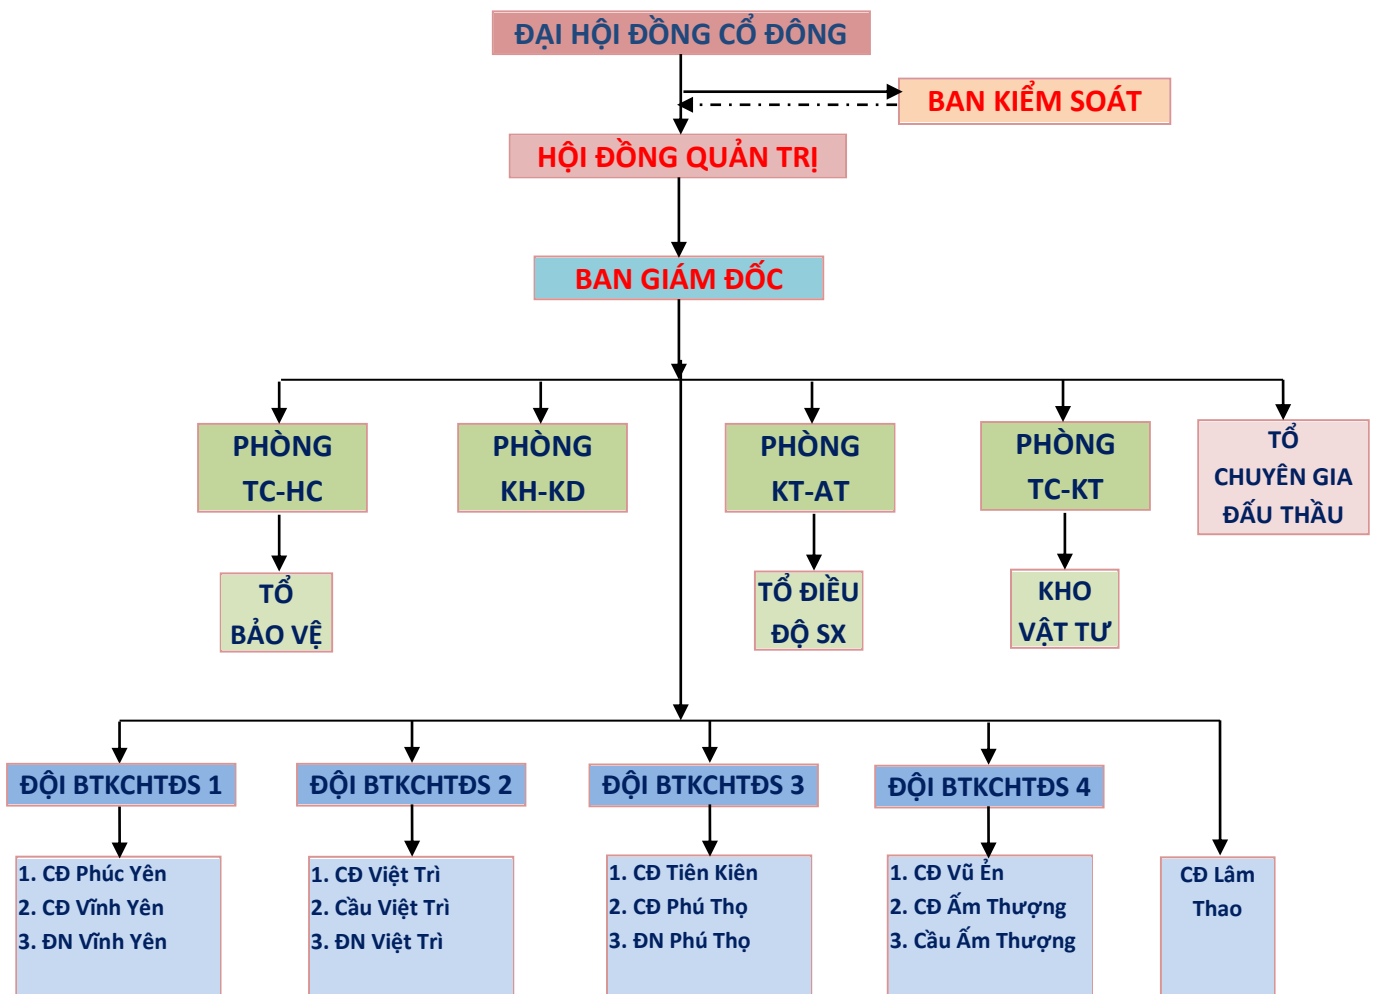 ĐẠI HỘI ĐỒNG CỔ ĐÔNG
BAN KIỂM SOÁT
HỘI ĐỒNG QUẢN TRỊ
BAN GIÁM ĐỐC
PHÒNG
TC-HC
PHÒNG
KH-KD
PHÒNG
KT-AT
PHÒNG
TC-KT
TỔ
CHUYÊN GIA
ĐẤU THẦU
TỔ
BẢO VỆ
TỔ ĐIỀU
ĐỘ SX
KHO
VẬT TƯ
ĐỘI BTKCHTĐS 1
ĐỘI BTKCHTĐS 2
ĐỘI BTKCHTĐS 3
ĐỘI BTKCHTĐS 4
1. CĐ Phúc Yên
2. CĐ Vĩnh Yên
3. ĐN Vĩnh Yên
1. CĐ Việt Trì
2. Cầu Việt Trì
3. ĐN Việt Trì
1. CĐ Tiên Kiên
2. CĐ Phú Thọ
3. ĐN Phú Thọ
1. CĐ Vũ Ẻn
2. CĐ Ấm Thượng
3. Cầu Ấm Thượng
CĐ Lâm
Thao